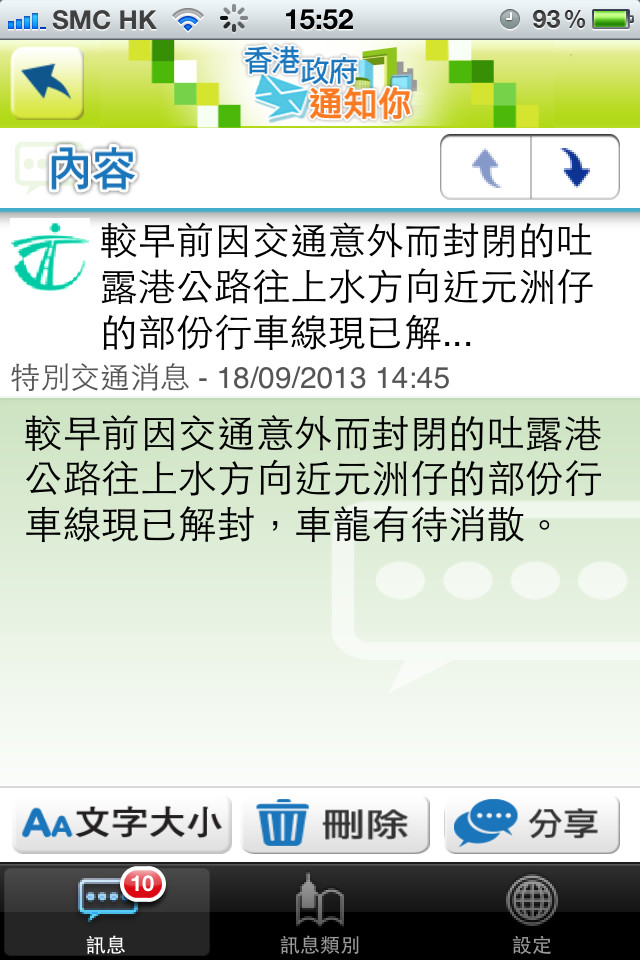 SMC HK 15:52 93%
香港政府
通知你
內容
較早前因交通意外而封閉的吐
露港公路往上水方向近元洲仔
的部份行車線現已解...
特別交通消息 - 18/09/2013 14:45
較早前因交通意外而封閉的吐露港
公路往上水方向近元洲仔的部份行
車線現已解封，車龍有待消散。
AA文字大小 刪除 分享
10
訊息 訊息類別 設定